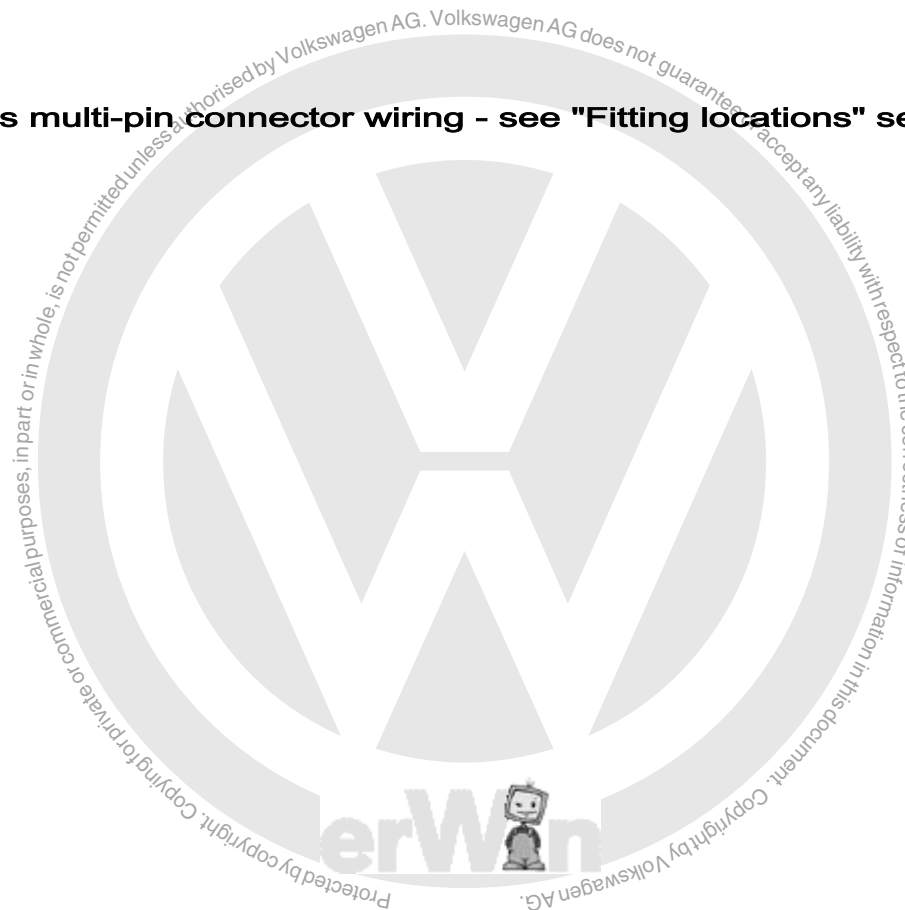 s multi-pin connector wiring - see "Fitting locations" se
Protected by copyright. Copying for private or commercial purposes, in part or in whole, is not permitted unless authorised by Volkswagen AG. Volkswagen AG does not guarantee or accept any liability with respect to the correctness of information in this document. Copyright by Volkswagen AG.
erWin